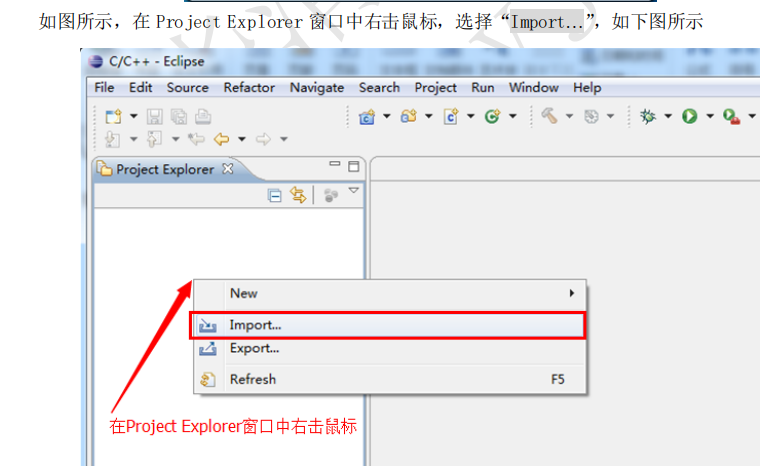 如图所示，在 Project Explorer 窗口中右击鼠标，选择“Import...”，如下图所示
C/C++ - Eclipse
File Edit Source Refactor Navigate Search Project Run Window Help
Project Explorer
New
Import...
Export...
Refresh F5
在Project Explorer窗口中右击鼠标